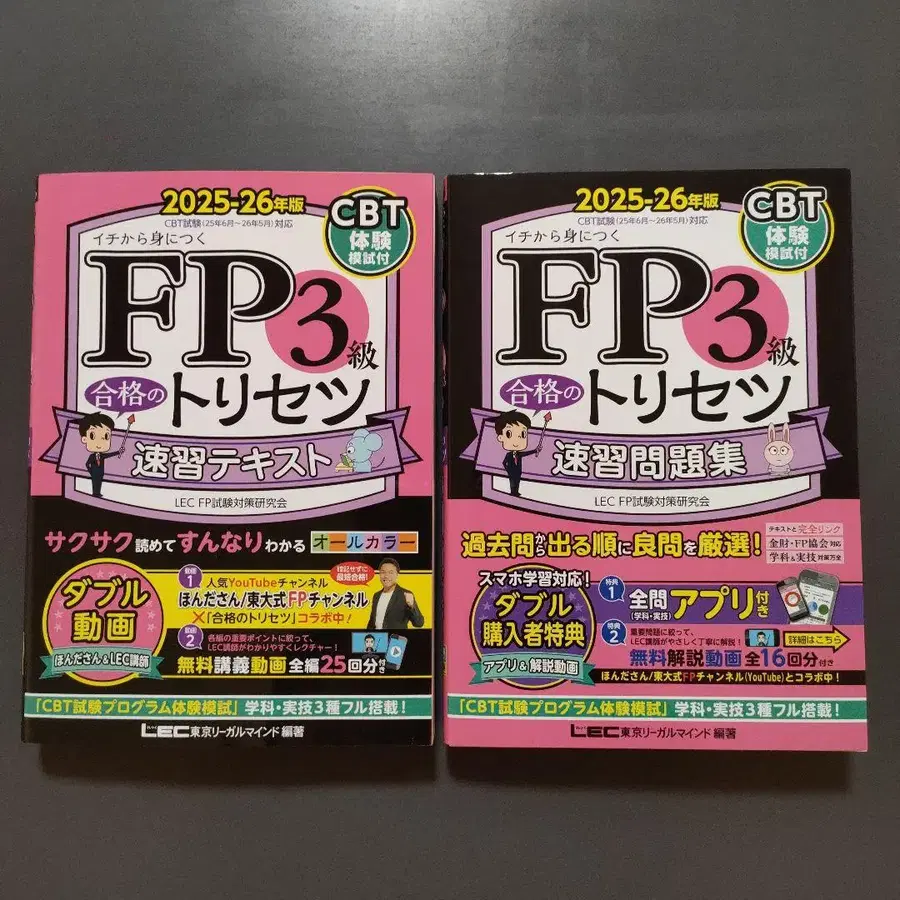 2025-26年版
CBT試験(25年6月~26年5月)対応
CBT
体験
模試付
イチから身につく
FP3級
合格の
トリセツ
速習テキスト
LEC FP試験対策研究会
サクサク読めてすんなりわかる オールカラー
ダブル
動画
ほんださん&LEC講師
動画1
人気YouTubeチャンネル
ほんださん/東大式FPチャンネル
×「合格のトリセツ」コラボ中!
暗記せずに
最短合格!
動画2
各編の重要ポイントに絞って、
LEC講師がわかりやすくレクチャー!
無料講義動画 全編25回分付き
「CBT試験プログラム体験模試」学科・実技3種フル搭載!
LEC東京リーガルマインド 編著
2025-26年版
CBT試験(25年6月~26年5月)対応
CBT
体験
模試付
イチから身につく
FP3級
合格の
トリセツ
速習問題集
LEC FP試験対策研究会
過去問から出る順に良問を厳選!
テキストと完全リンク
金財・FP協会対応
学科&実技対策万全
スマホ学習対応!
ダブル
購入者特典
アプリ&解説動画
特典1
全問(学科・実技)アプリ付き
特典2
重要問題に絞って、
LEC講師がやさしく丁寧に解説!
詳細はこちら
無料解説動画 全16回分付き
ほんださん/東大式FPチャンネル(YouTube)とコラボ中!
「CBT試験プログラム体験模試」学科・実技3種フル搭載!
LEC東京リーガルマインド 編著